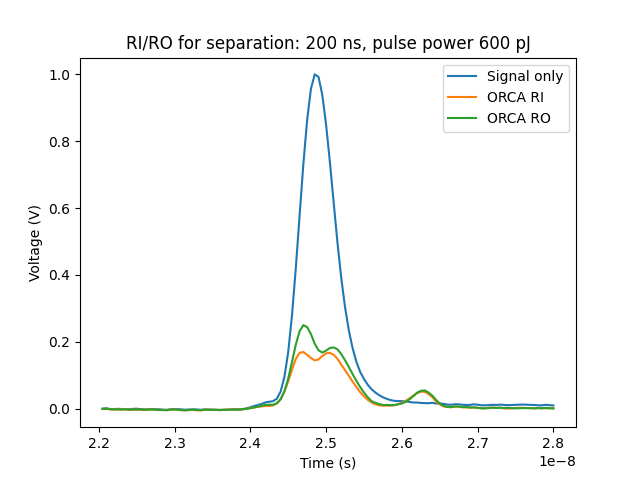 RI/RO for separation: 200 ns, pulse power 600 pJ
Signal only
ORCA RI
ORCA RO
Voltage (V)
1.0
0.8
0.6
0.4
0.2
0.0
2.2 2.3 2.4 2.5 2.6 2.7 2.8
Time (s)
1e−8